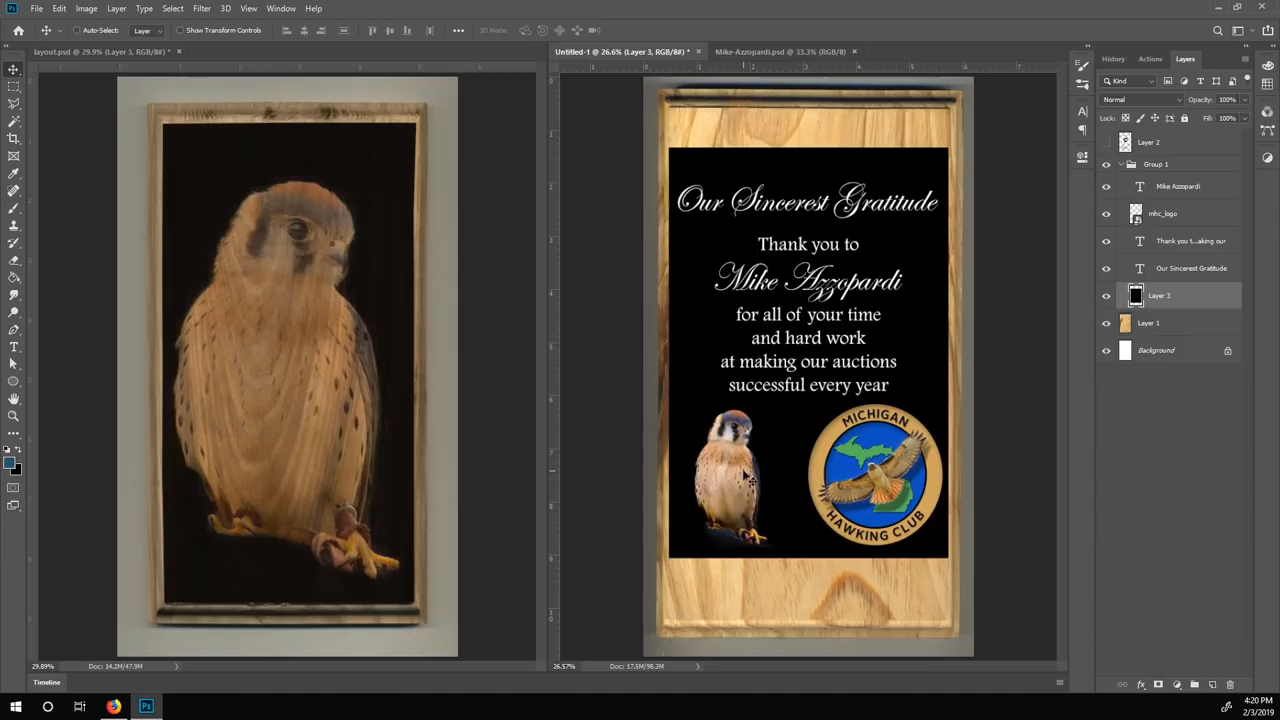 File Edit Image Layer Type Select Filter 3D View Window Help
Auto-Select: Layer Show Transform Controls 3D Mode:
layout.psd @ 29.9% (Layer 3, RGB/8#) *
Untitled-1 @ 26.6% (Layer 3, RGB/8#) *
Mike-Azzopardi.psd @ 33.3% (RGB/8)
History Actions Layers
Kind
Normal Opacity: 100%
Lock: Fill: 100%
Layer 2
Group 1
Mike Azzopardi
mhc_logo
Thank you t...aking our
Our Sincerest Gratitude
Layer 3
Layer 1
Background
Our Sincerest Gratitude
Thank you to
Mike Azzopardi
for all of your time
and hard work
at making our auctions
successful every year
MICHIGAN
HAWKING CLUB
29.89% Doc: 14.2M/47.9M
26.57% Doc: 17.5M/98.3M
Timeline
4:20 PM
2/3/2019